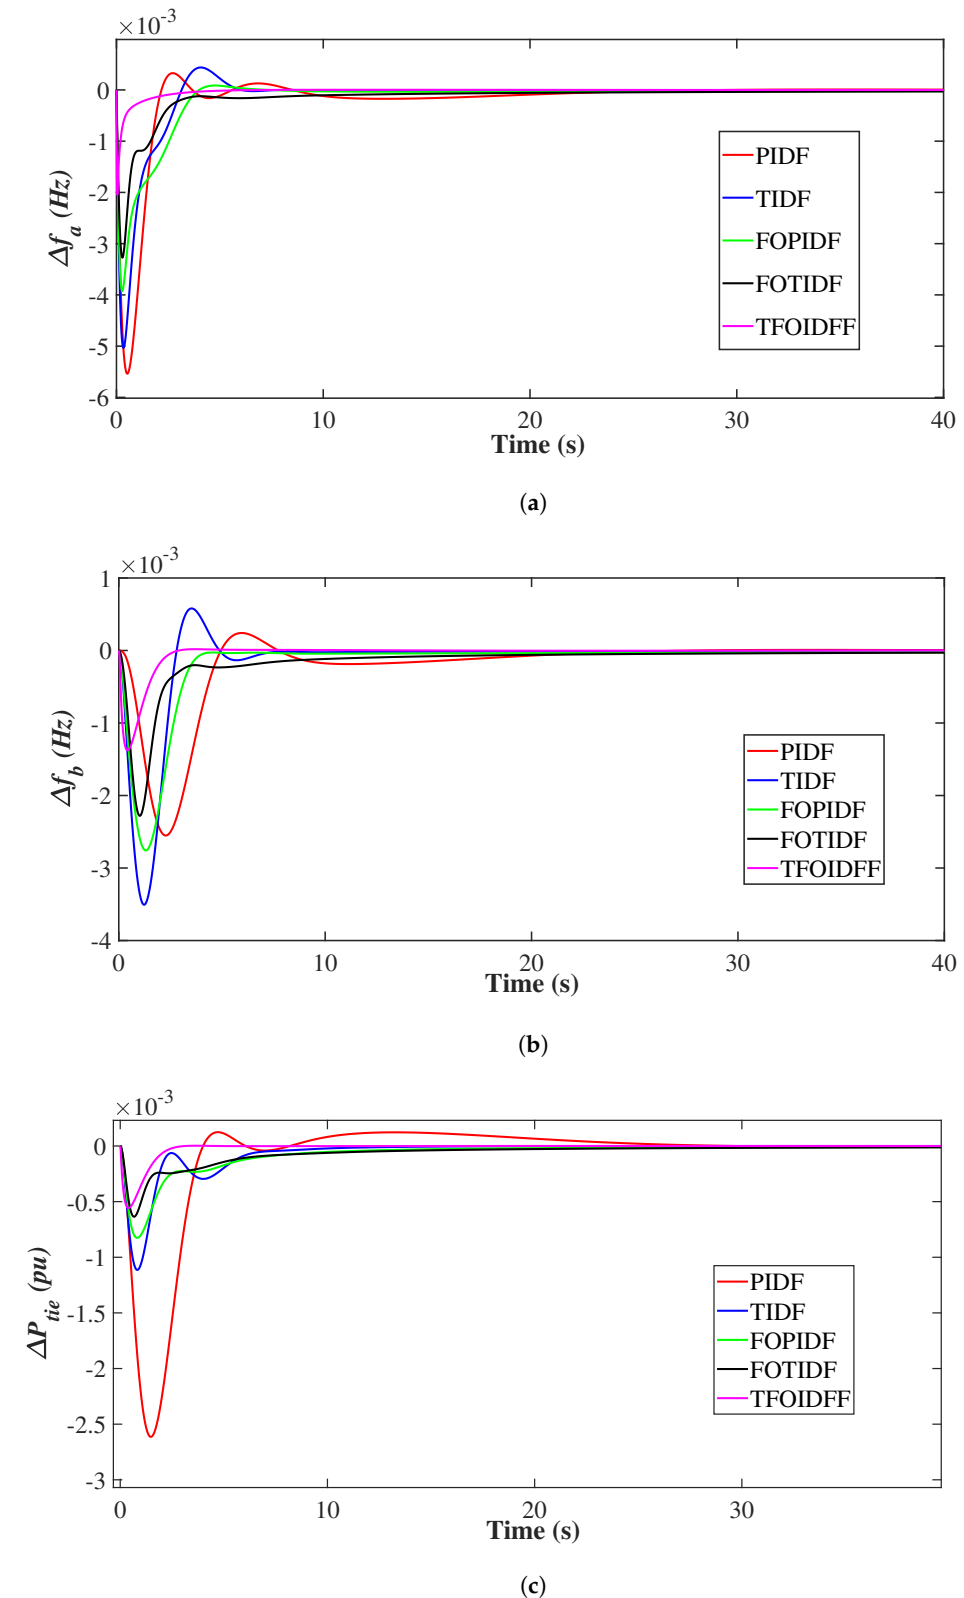 ×10-3
0
-1
-2
-3
-4
-5
-6
Δfa (Hz)
PIDF
TIDF
FOPIDF
FOTIDF
TFOIDFF
0 10 20 30 40
Time (s)
(a)
×10-3
1
0
-1
-2
-3
-4
Δfb (Hz)
PIDF
TIDF
FOPIDF
FOTIDF
TFOIDFF
0 10 20 30 40
Time (s)
(b)
×10-3
0
-0.5
-1
-1.5
-2
-2.5
-3
ΔPtie (pu)
PIDF
TIDF
FOPIDF
FOTIDF
TFOIDFF
0 10 20 30
Time (s)
(c)